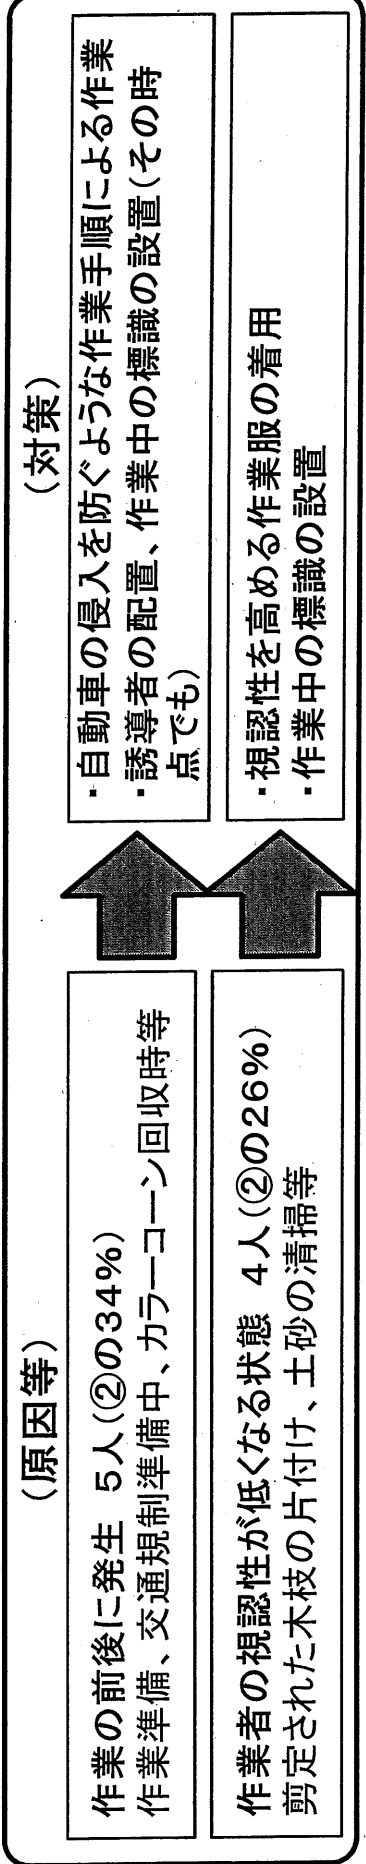 (原因等)
作業の前後に発生 5人(②の34%)
作業準備、交通規制準備中、カラーコーン回収時等
作業者の視認性が低くなる状態 4人(②の26%)
剪定された木枝の片付け、土砂の清掃等
(対策)
・自動車の侵入を防ぐような作業手順による作業
・誘導者の配置、作業中の標識の設置(その時
点でも)
・視認性を高める作業服の着用
・作業中の標識の設置